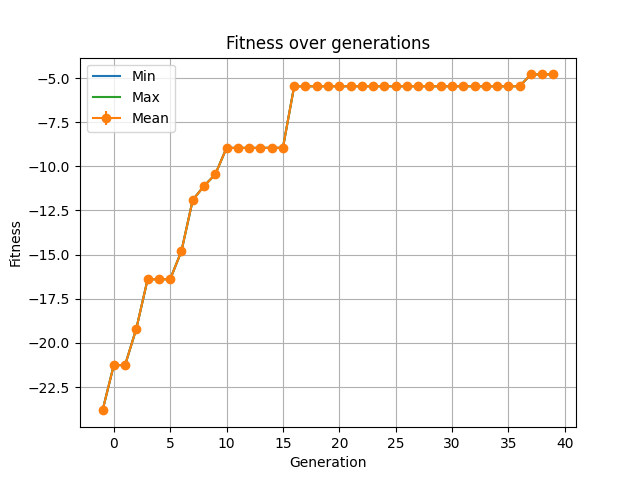 Fitness over generations
Min
Max
Mean
−5.0
−7.5
−10.0
−12.5
−15.0
−17.5
−20.0
−22.5
Fitness
0 5 10 15 20 25 30 35 40
Generation